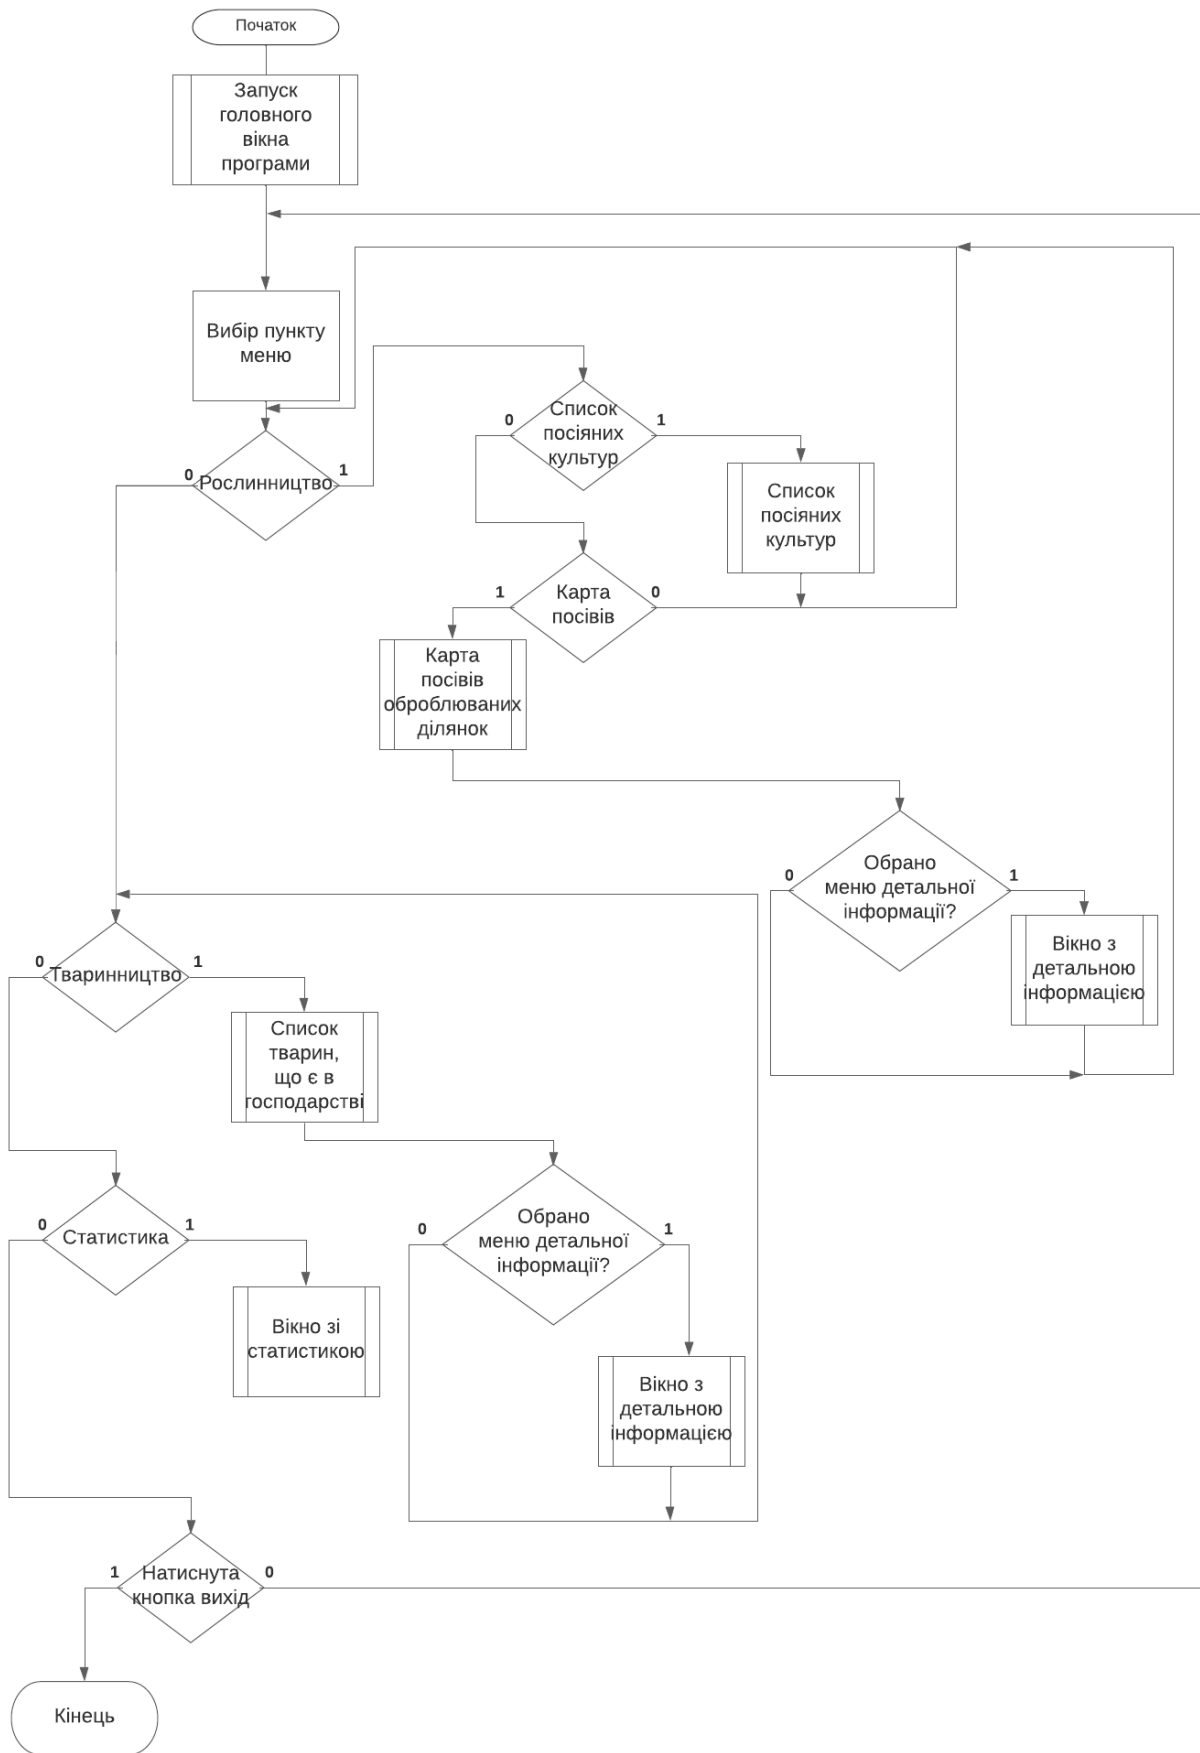 Початок
Запуск
головного
вікна
програми
Вибір пункту
меню
0
Рослинництво
1
0
Список
посіяних
культур
1
Список
посіяних
культур
1
Карта
посівів
0
Карта
посівів
оброблюваних
ділянок
0
Обрано
меню детальної
інформації?
1
Вікно з
детальною
інформацією
0
Тваринництво
1
Список
тварин,
що є в
господарстві
0
Статистика
1
Вікно зі
статистикою
0
Обрано
меню детальної
інформації?
1
Вікно з
детальною
інформацією
1
Натиснута
кнопка вихід
0
Кінець